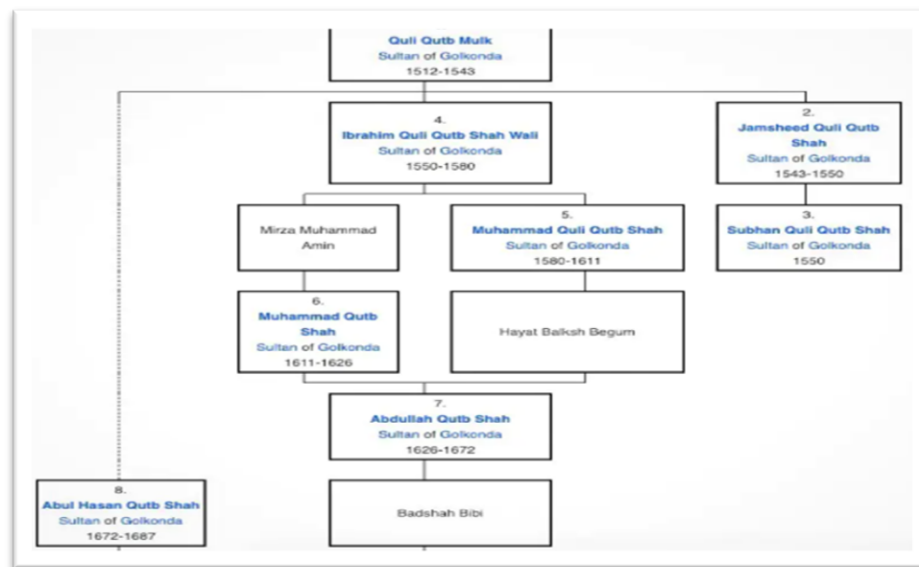 Quli Qutb Mulk
Sultan of Golkonda
1512-1543
4.
Ibrahim Quli Qutb Shah Wali
Sultan of Golkonda
1550-1580
2.
Jamsheed Quli Qutb
Shah
Sultan of Golkonda
1543-1550
Mirza Muhammad
Amin
5.
Muhammad Quli Qutb Shah
Sultan of Golkonda
1580-1611
3.
Subhan Quli Qutb Shah
Sultan of Golkonda
1550
6.
Muhammad Qutb
Shah
Sultan of Golkonda
1611-1626
Hayat Balksh Begum
7.
Abdullah Qutb Shah
Sultan of Golkonda
1626-1672
8.
Abul Hasan Qutb Shah
Sultan of Golkonda
1672-1687
Badshah Bibi